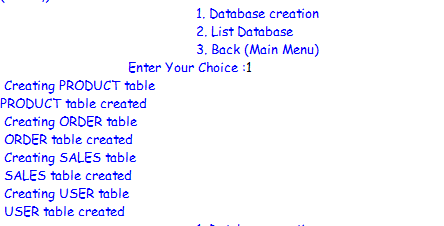 1. Database creation
2. List Database
3. Back (Main Menu)
Enter Your Choice :1
Creating PRODUCT table
PRODUCT table created
Creating ORDER table
ORDER table created
Creating SALES table
SALES table created
Creating USER table
USER table created